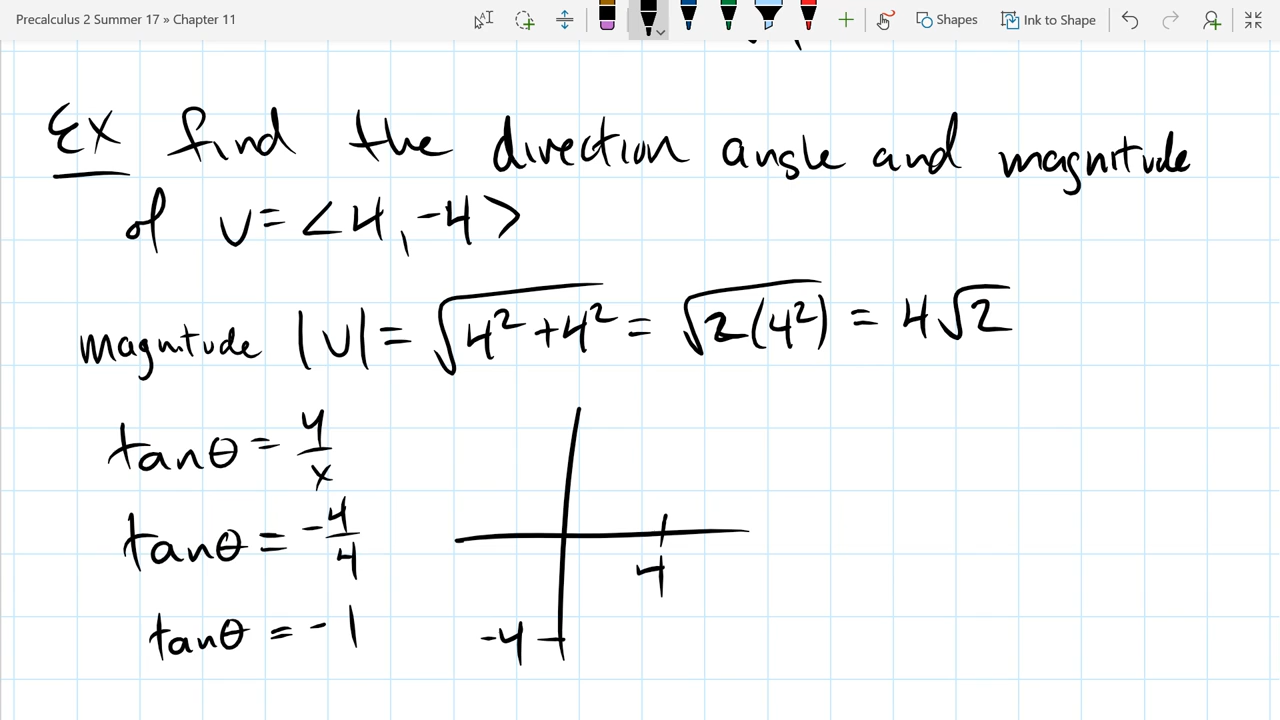 Precalculus 2 Summer 17 » Chapter 11
Shapes
Ink to Shape
Ex find the direction angle and magnitude
of v = <4, -4>
magnitude |v| = √(4² + 4²) = √(2(4²)) = 4√2
tanθ = y/x
tanθ = -4/4
tanθ = -1
4
-4